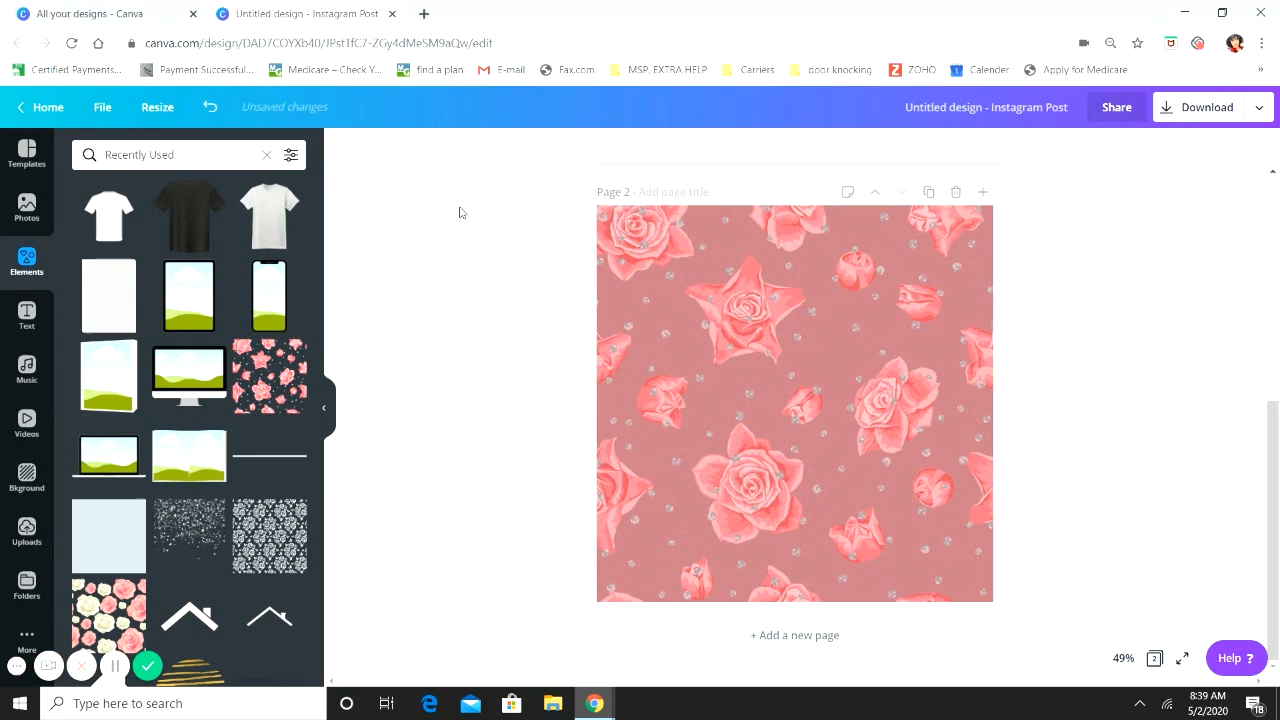 All your designs - Canva
Untitled design - Instagram Post
canva.com/design/DAD7COYXb40/JPstTfC7-ZGy4dMeSM9aQw/edit
Certified Payments...
Payment Successful...
Medicare – Check Y...
find a plan
E-mail
Fax.com
MSP, EXTRA HELP
Carriers
door knocking
ZOHO
Calender
Apply for Medicare
»
Home
File
Resize
Unsaved changes
Untitled design - Instagram Post
Share
Download
Templates
Photos
Elements
Text
Music
Videos
Bkground
Uploads
Folders
More
Recently Used
Page 2 - Add page title
+ Add a new page
49%
2
Help ?
Type here to search
8:39 AM
5/2/2020
18